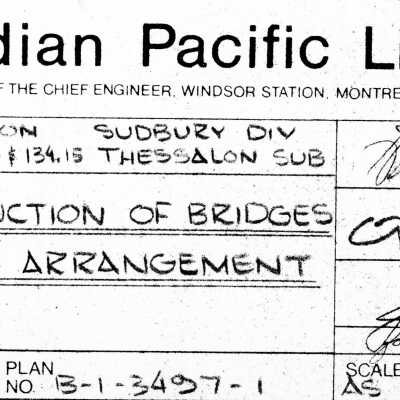 dian Pacific Li
F THE CHIEF ENGINEER, WINDSOR STATION, MONTRE
ON SUDBURY DIV
& 134.15 THESSALON SUB
UCTION OF BRIDGES
ARRANGEMENT
PLAN
NO. B-1-3497-1
SCALE
AS